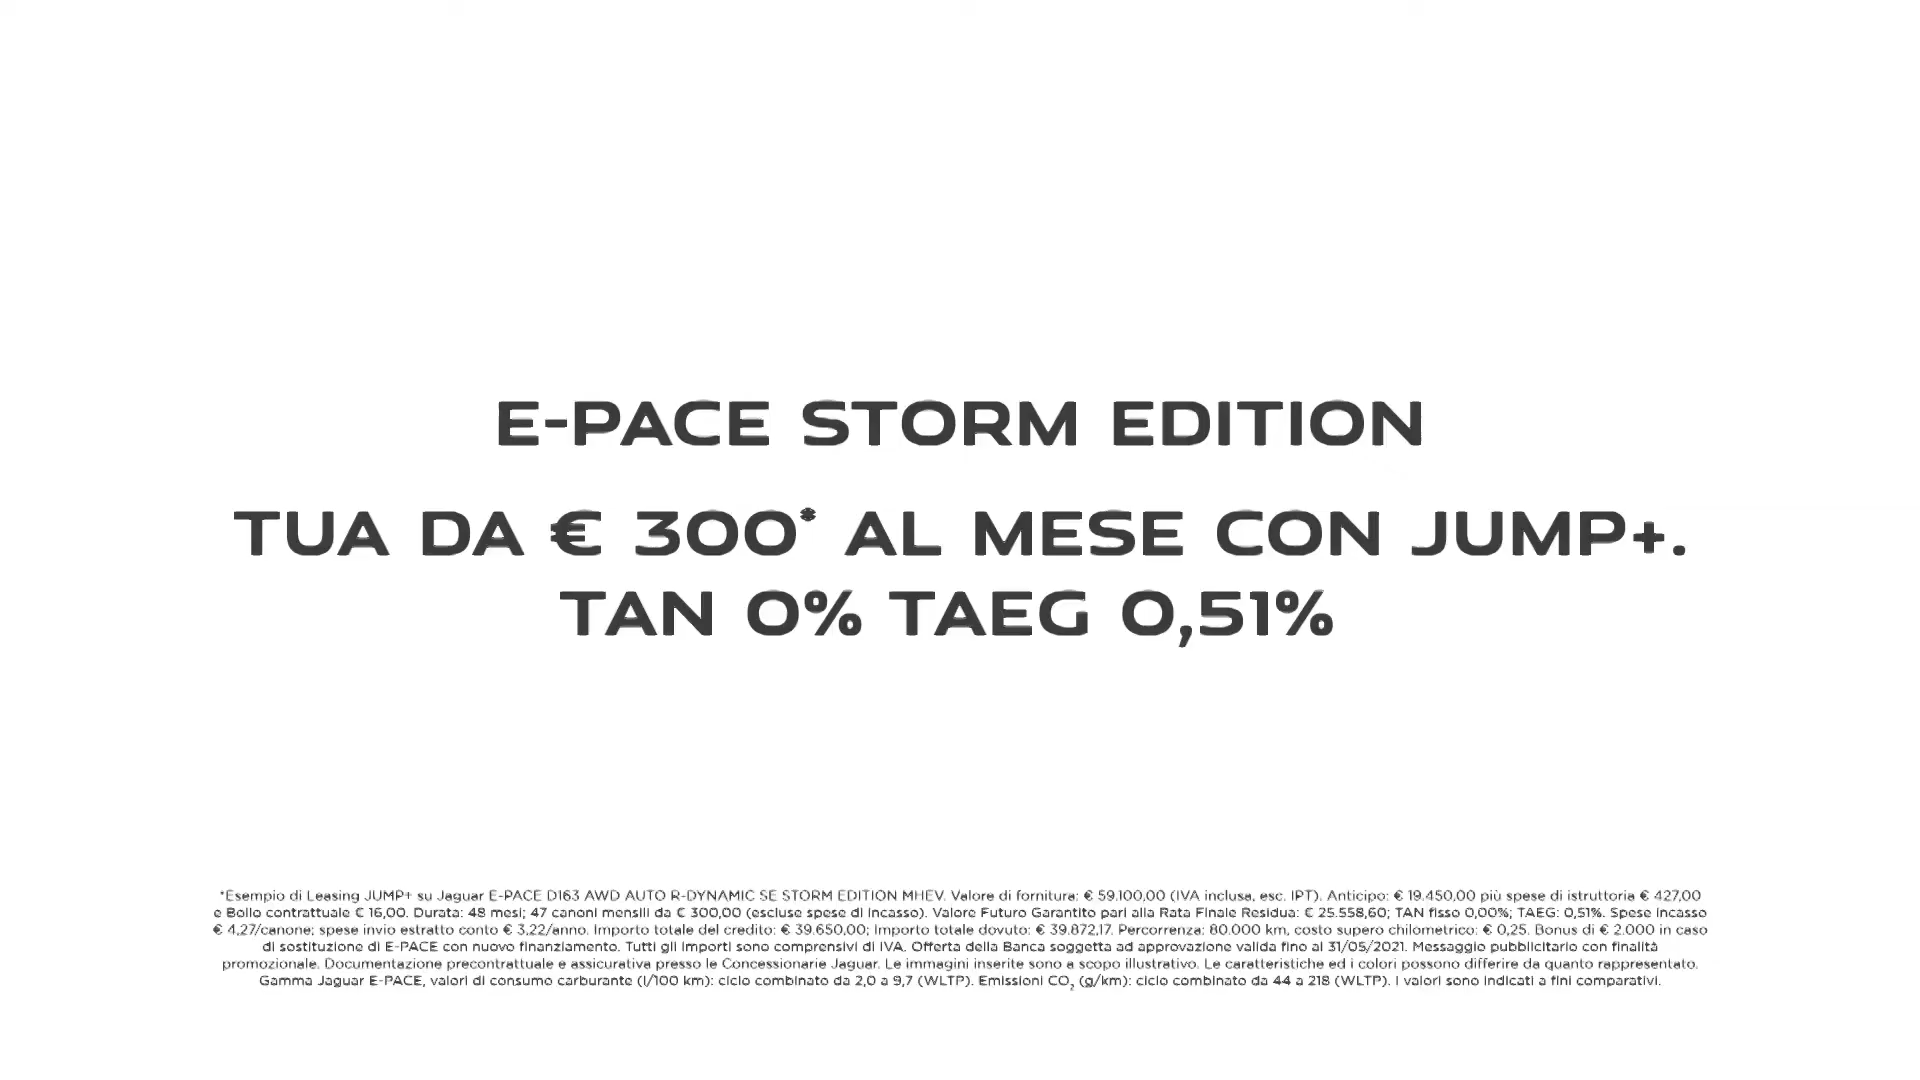 E-PACE STORM EDITION
TUA DA € 300* AL MESE CON JUMP+.
TAN 0% TAEG 0,51%
*Esempio di Leasing JUMP+ su Jaguar E-PACE D163 AWD AUTO R-DYNAMIC SE STORM EDITION MHEV. Valore di fornitura: € 59.100,00 (IVA inclusa, esc. IPT). Anticipo: € 19.450,00 più spese di istruttoria € 427,00
e Bollo contrattuale € 16,00. Durata: 48 mesi; 47 canoni mensili da € 300,00 (escluse spese di incasso). Valore Futuro Garantito pari alla Rata Finale Residua: € 25.558,60; TAN fisso 0,00%; TAEG: 0,51%. Spese incasso
€ 4,27/canone; spese invio estratto conto € 3,22/anno. Importo totale del credito: € 39.650,00; Importo totale dovuto: € 39.872,17. Percorrenza: 80.000 km, costo supero chilometrico: € 0,25. Bonus di € 2.000 in caso
di sostituzione di E-PACE con nuovo finanziamento. Tutti gli importi sono comprensivi di IVA. Offerta della Banca soggetta ad approvazione valida fino al 31/05/2021. Messaggio pubblicitario con finalità
promozionale. Documentazione precontrattuale e assicurativa presso le Concessionarie Jaguar. Le immagini inserite sono a scopo illustrativo. Le caratteristiche ed i colori possono differire da quanto rappresentato.
Gamma Jaguar E-PACE, valori di consumo carburante (l/100 km): ciclo combinato da 2,0 a 9,7 (WLTP). Emissioni CO₂ (g/km): ciclo combinato da 44 a 218 (WLTP). I valori sono indicati a fini comparativi.